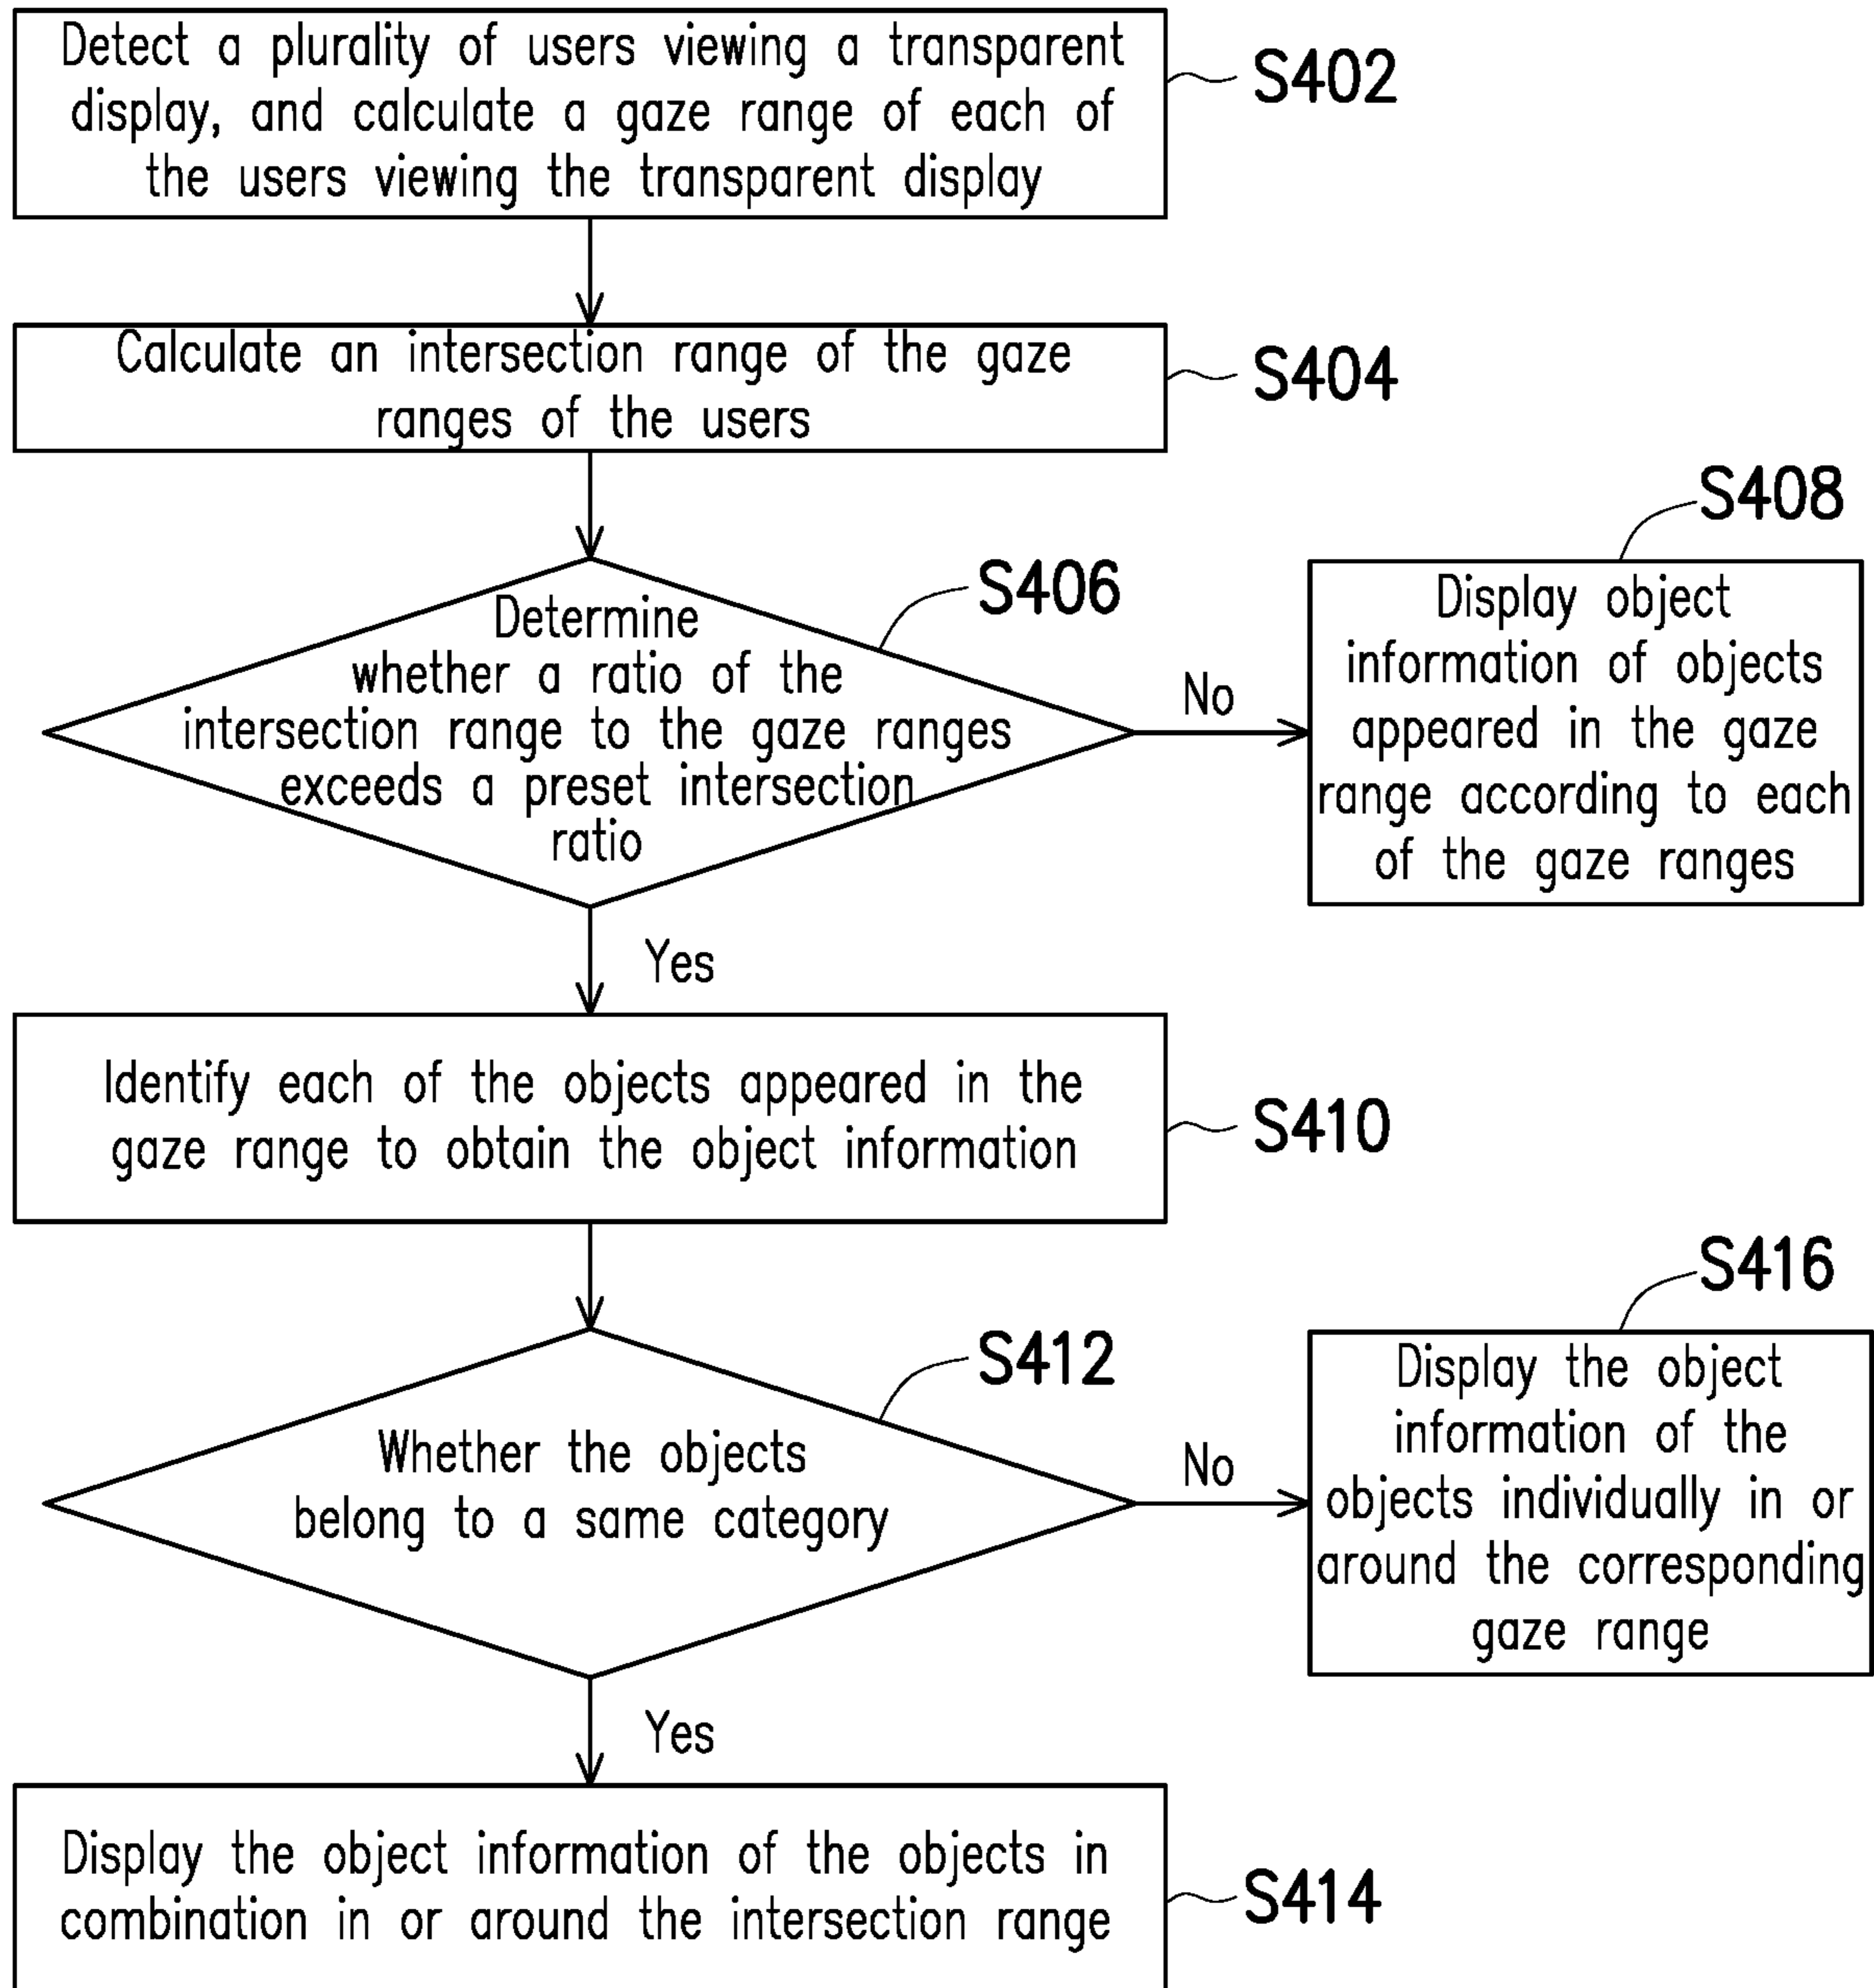 Detect a plurality of users viewing a transparent
display, and calculate a gaze range of each of
the users viewing the transparent display
S402
Calculate an intersection range of the gaze
ranges of the users
S404
Determine
whether a ratio of the
intersection range to the gaze ranges
exceeds a preset intersection
ratio
S406
No
S408
Display object
information of objects
appeared in the gaze
range according to each
of the gaze ranges
Yes
Identify each of the objects appeared in the
gaze range to obtain the object information
S410
Whether the objects
belong to a same category
S412
No
S416
Display the object
information of the
objects individually in or
around the corresponding
gaze range
Yes
Display the object information of the objects in
combination in or around the intersection range
S414